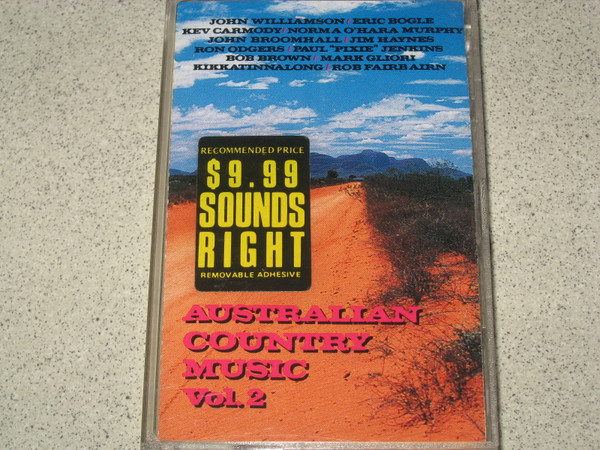 JOHN WILLIAMSON / ERIC BOGLE
KEV CARMODY / NORMA O'HARA MURPHY
JOHN BROOMHALL / JIM HAYNES
RON ODGERS / PAUL "PIXIE" JENKINS
BOB BROWN / MARK GLIORI
KIKKATINNALONG / ROB FAIRBAIRN
RECOMMENDED PRICE
$9.99
SOUNDS
RIGHT
REMOVABLE ADHESIVE
AUSTRALIAN
COUNTRY
MUSIC
Vol. 2